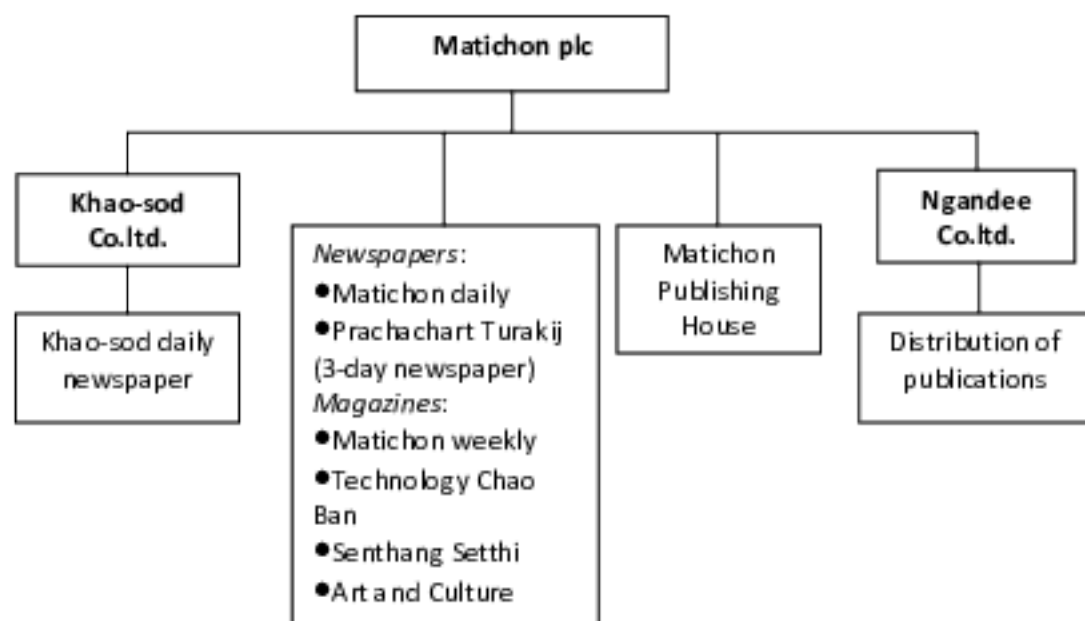 Matichon plc
Khao-sod
Co.ltd.
Khao-sod daily
newspaper
Newspapers:
●Matichon daily
●Prachachart Turakij
(3-day newspaper)
Magazines:
●Matichon weekly
●Technology Chao
Ban
●Senthang Setthi
●Art and Culture
Matichon
Publishing
House
Ngandee
Co.ltd.
Distribution of
publications